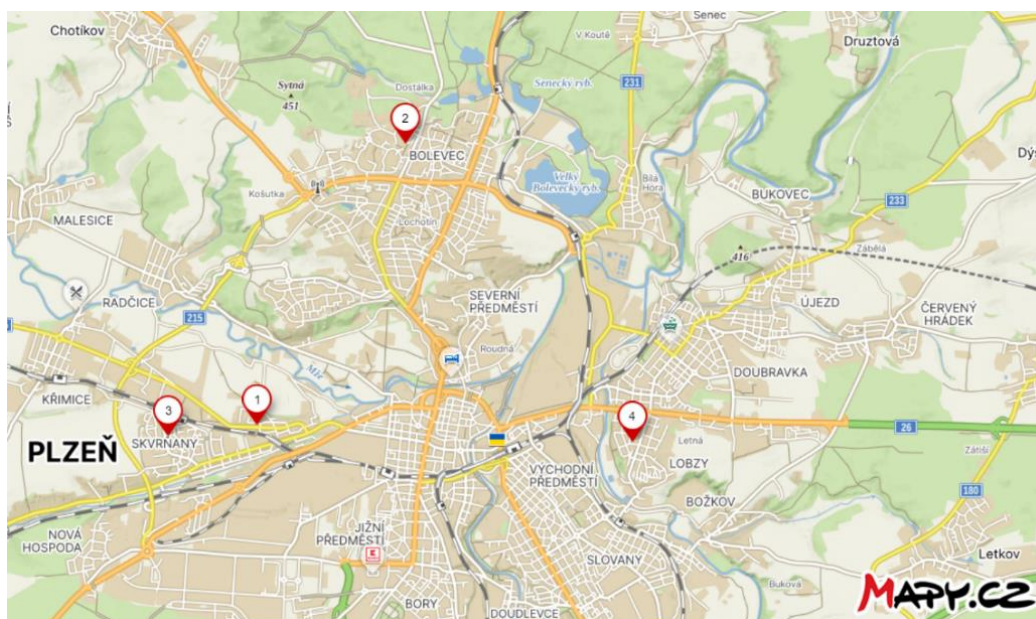 Chotíkov
Senec
V Koutě
Druztová
Sytná
451
Dostalka
Senecký ryb.
231
2
BOLEVEC
Dýš
Košutka
Velký
Bolevecký ryb.
Bílá
Hora
BUKOVEC
233
MALESICE
Lochotín
416
Zábělá
RADČICE
SEVERNÍ
PŘEDMĚSTÍ
ÚJEZD
ČERVENÝ
HRÁDEK
215
Roudná
Mže
DOUBRAVKA
KŘIMICE
1
3
4
SKVRŇANY
26
PLZEŇ
Letná
LOBZY
Zátiší
VÝCHODNÍ
PŘEDMĚSTÍ
BOŽKOV
180
NOVÁ
HOSPODA
JIŽNÍ
PŘEDMĚSTÍ
SLOVANY
Letkov
Buková
BORY
DOUDLEVCE
MAPY.CZ